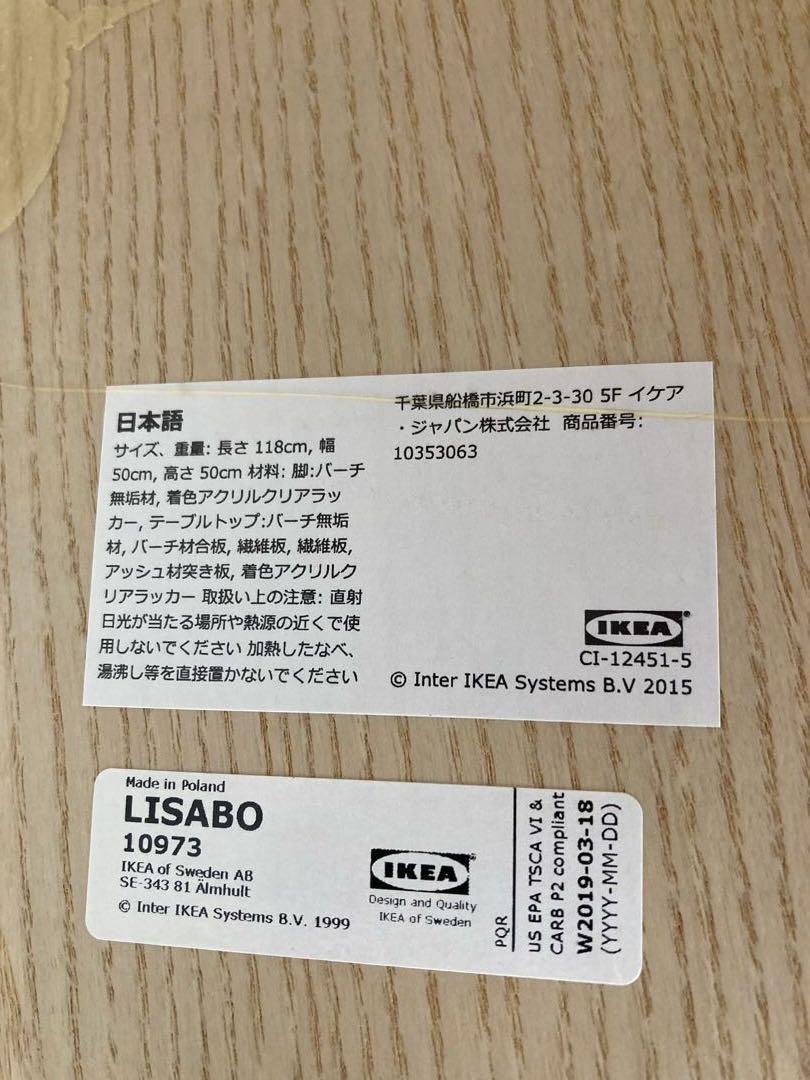 日本語
サイズ、重量: 長さ 118cm, 幅
50cm, 高さ 50cm 材料: 脚:バーチ
無垢材, 着色アクリルクリアラッ
カー, テーブルトップ:バーチ無垢
材, バーチ材合板, 繊維板, 繊維板,
アッシュ材突き板, 着色アクリルク
リアラッカー 取扱い上の注意: 直射
日光が当たる場所や熱源の近くで使
用しないでください 加熱したなべ、
湯沸し等を直接置かないでください
千葉県船橋市浜町2-3-30 5F イケア
・ジャパン株式会社 商品番号:
10353063
IKEA®
CI-12451-5
© Inter IKEA Systems B.V 2015
Made in Poland
LISABO
10973
IKEA of Sweden AB
SE-343 81 Älmhult
© Inter IKEA Systems B.V. 1999
IKEA®
Design and Quality
IKEA of Sweden
PQR
US EPA TSCA VI &
CARB P2 compliant
W2019-03-18
(YYYY-MM-DD)